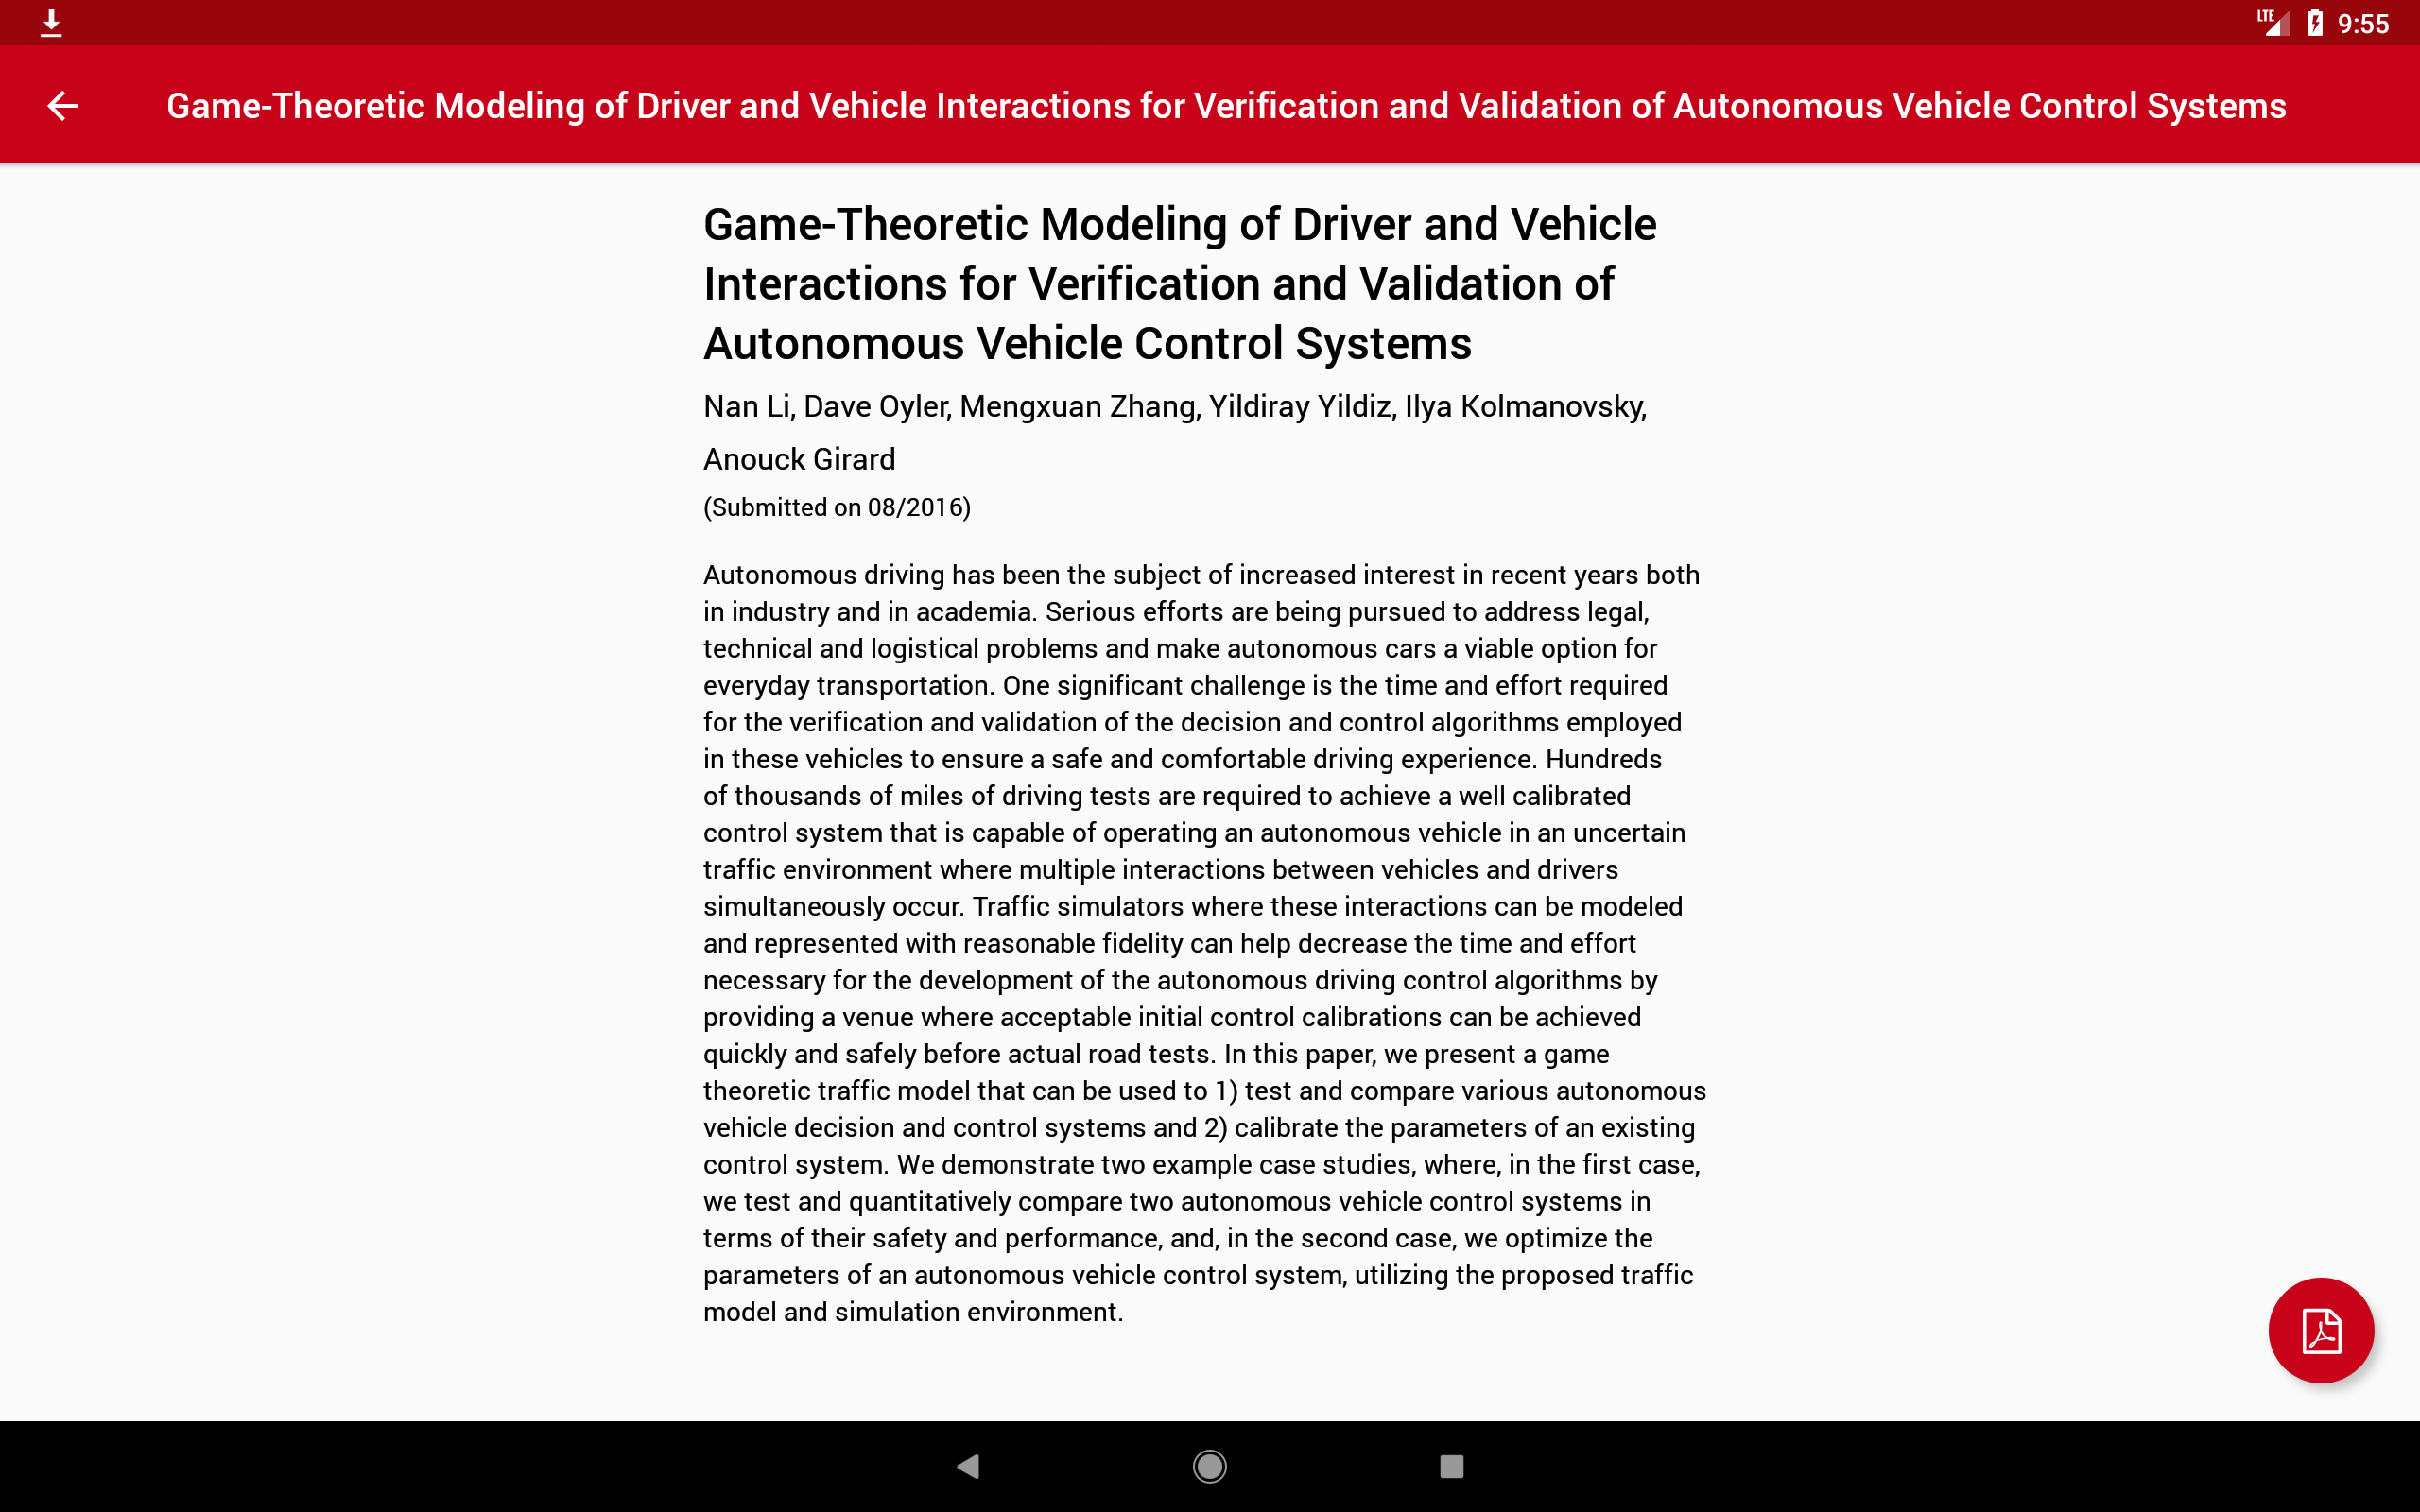 LTE 9:55
Game-Theoretic Modeling of Driver and Vehicle Interactions for Verification and Validation of Autonomous Vehicle Control Systems
Game-Theoretic Modeling of Driver and Vehicle
Interactions for Verification and Validation of
Autonomous Vehicle Control Systems
Nan Li, Dave Oyler, Mengxuan Zhang, Yildiray Yildiz, Ilya Kolmanovsky,
Anouck Girard
(Submitted on 08/2016)
Autonomous driving has been the subject of increased interest in recent years both
in industry and in academia. Serious efforts are being pursued to address legal,
technical and logistical problems and make autonomous cars a viable option for
everyday transportation. One significant challenge is the time and effort required
for the verification and validation of the decision and control algorithms employed
in these vehicles to ensure a safe and comfortable driving experience. Hundreds
of thousands of miles of driving tests are required to achieve a well calibrated
control system that is capable of operating an autonomous vehicle in an uncertain
traffic environment where multiple interactions between vehicles and drivers
simultaneously occur. Traffic simulators where these interactions can be modeled
and represented with reasonable fidelity can help decrease the time and effort
necessary for the development of the autonomous driving control algorithms by
providing a venue where acceptable initial control calibrations can be achieved
quickly and safely before actual road tests. In this paper, we present a game
theoretic traffic model that can be used to 1) test and compare various autonomous
vehicle decision and control systems and 2) calibrate the parameters of an existing
control system. We demonstrate two example case studies, where, in the first case,
we test and quantitatively compare two autonomous vehicle control systems in
terms of their safety and performance, and, in the second case, we optimize the
parameters of an autonomous vehicle control system, utilizing the proposed traffic
model and simulation environment.